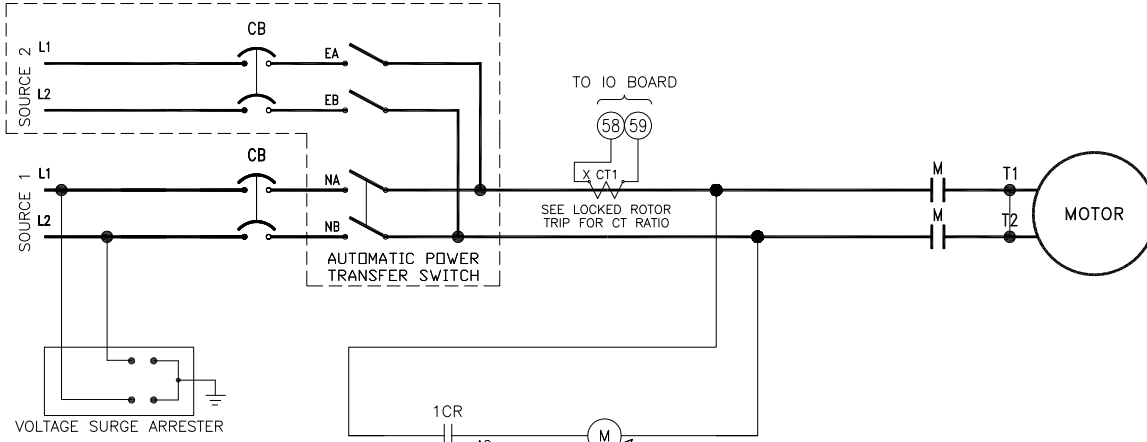 CB
SOURCE 2
L1
L2
EA
EB
TO IO BOARD
58 59
CB
SOURCE 1
L1
L2
NA
NB
X CT1
SEE LOCKED ROTOR
TRIP FOR CT RATIO
M
M
T1
T2
MOTOR
AUTOMATIC POWER
TRANSFER SWITCH
VOLTAGE SURGE ARRESTER
1CR
M